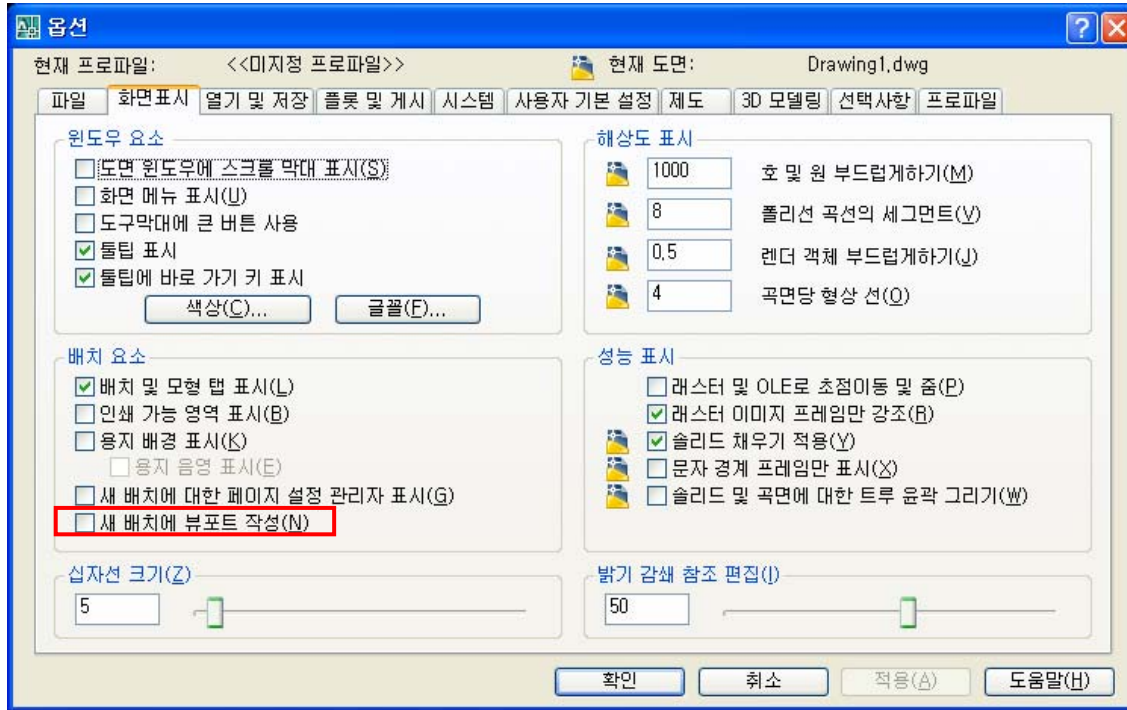 옵션
현재 프로파일: <<미지정 프로파일>> 현재 도면: Drawing1.dwg
파일 화면표시 열기 및 저장 플롯 및 게시 시스템 사용자 기본 설정 제도 3D 모델링 선택사항 프로파일
윈도우 요소
도면 윈도우에 스크롤 막대 표시(S)
화면 메뉴 표시(U)
도구막대에 큰 버튼 사용
툴팁 표시
툴팁에 바로 가기 키 표시
색상(C)... 글꼴(F)...
해상도 표시
1000 호 및 원 부드럽게하기(M)
8 폴리선 곡선의 세그먼트(V)
0.5 렌더 객체 부드럽게하기(J)
4 곡면당 형상 선(O)
배치 요소
배치 및 모형 탭 표시(L)
인쇄 가능 영역 표시(B)
용지 배경 표시(K)
용지 음영 표시(E)
새 배치에 대한 페이지 설정 관리자 표시(G)
새 배치에 뷰포트 작성(N)
성능 표시
래스터 및 OLE로 초점이동 및 줌(P)
래스터 이미지 프레임만 강조(R)
솔리드 채우기 적용(Y)
문자 경계 프레임만 표시(X)
솔리드 및 곡면에 대한 트루 윤곽 그리기(W)
십자선 크기(Z)
5
밝기 감쇄 참조 편집(I)
50
확인 취소 적용(A) 도움말(H)